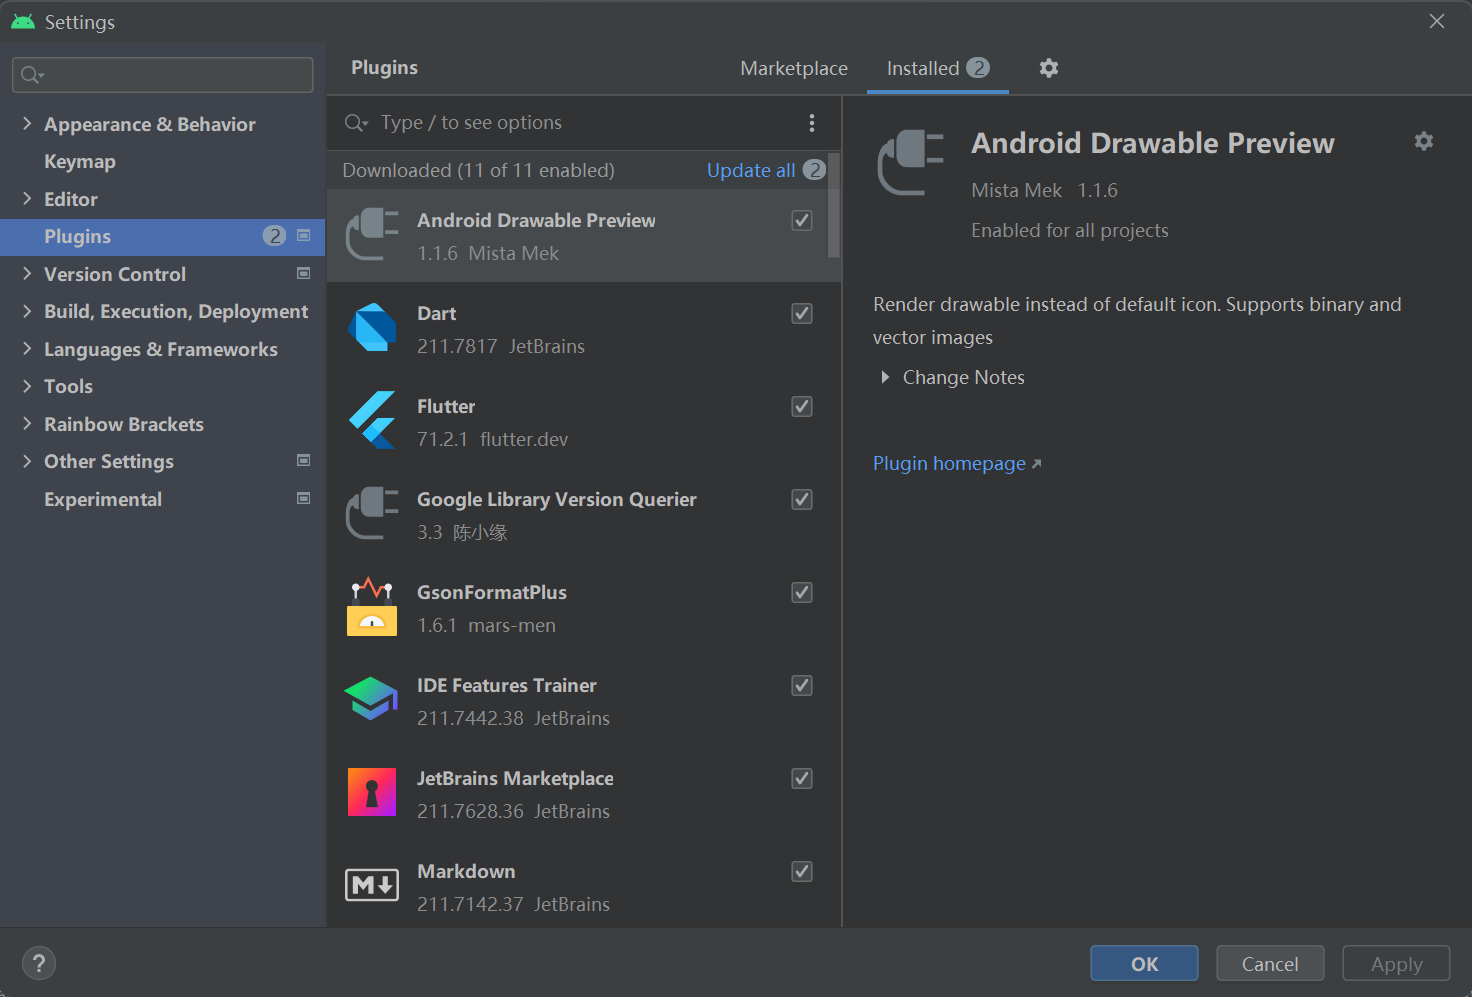 Settings
Plugins
Marketplace
Installed 2
Appearance & Behavior
Keymap
Editor
Plugins 2
Version Control
Build, Execution, Deployment
Languages & Frameworks
Tools
Rainbow Brackets
Other Settings
Experimental
Type / to see options
Downloaded (11 of 11 enabled)
Update all 2
Android Drawable Preview
1.1.6 Mista Mek
Dart
211.7817 JetBrains
Flutter
71.2.1 flutter.dev
Google Library Version Querier
3.3 陈小缘
GsonFormatPlus
1.6.1 mars-men
IDE Features Trainer
211.7442.38 JetBrains
JetBrains Marketplace
211.7628.36 JetBrains
M
Markdown
211.7142.37 JetBrains
Android Drawable Preview
Mista Mek 1.1.6
Enabled for all projects
Render drawable instead of default icon. Supports binary and
vector images
Change Notes
Plugin homepage
?
OK
Cancel
Apply